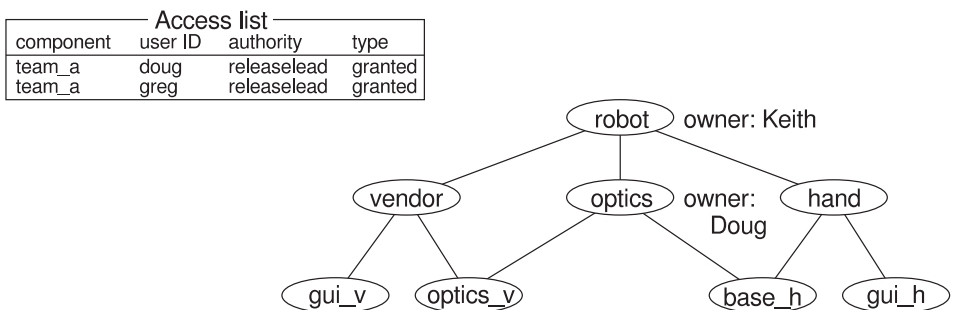 Access list
component user ID authority type
team_a doug releaselead granted
team_a greg releaselead granted
robot owner: Keith
vendor optics owner: hand
Doug
gui_v optics_v base_h gui_h